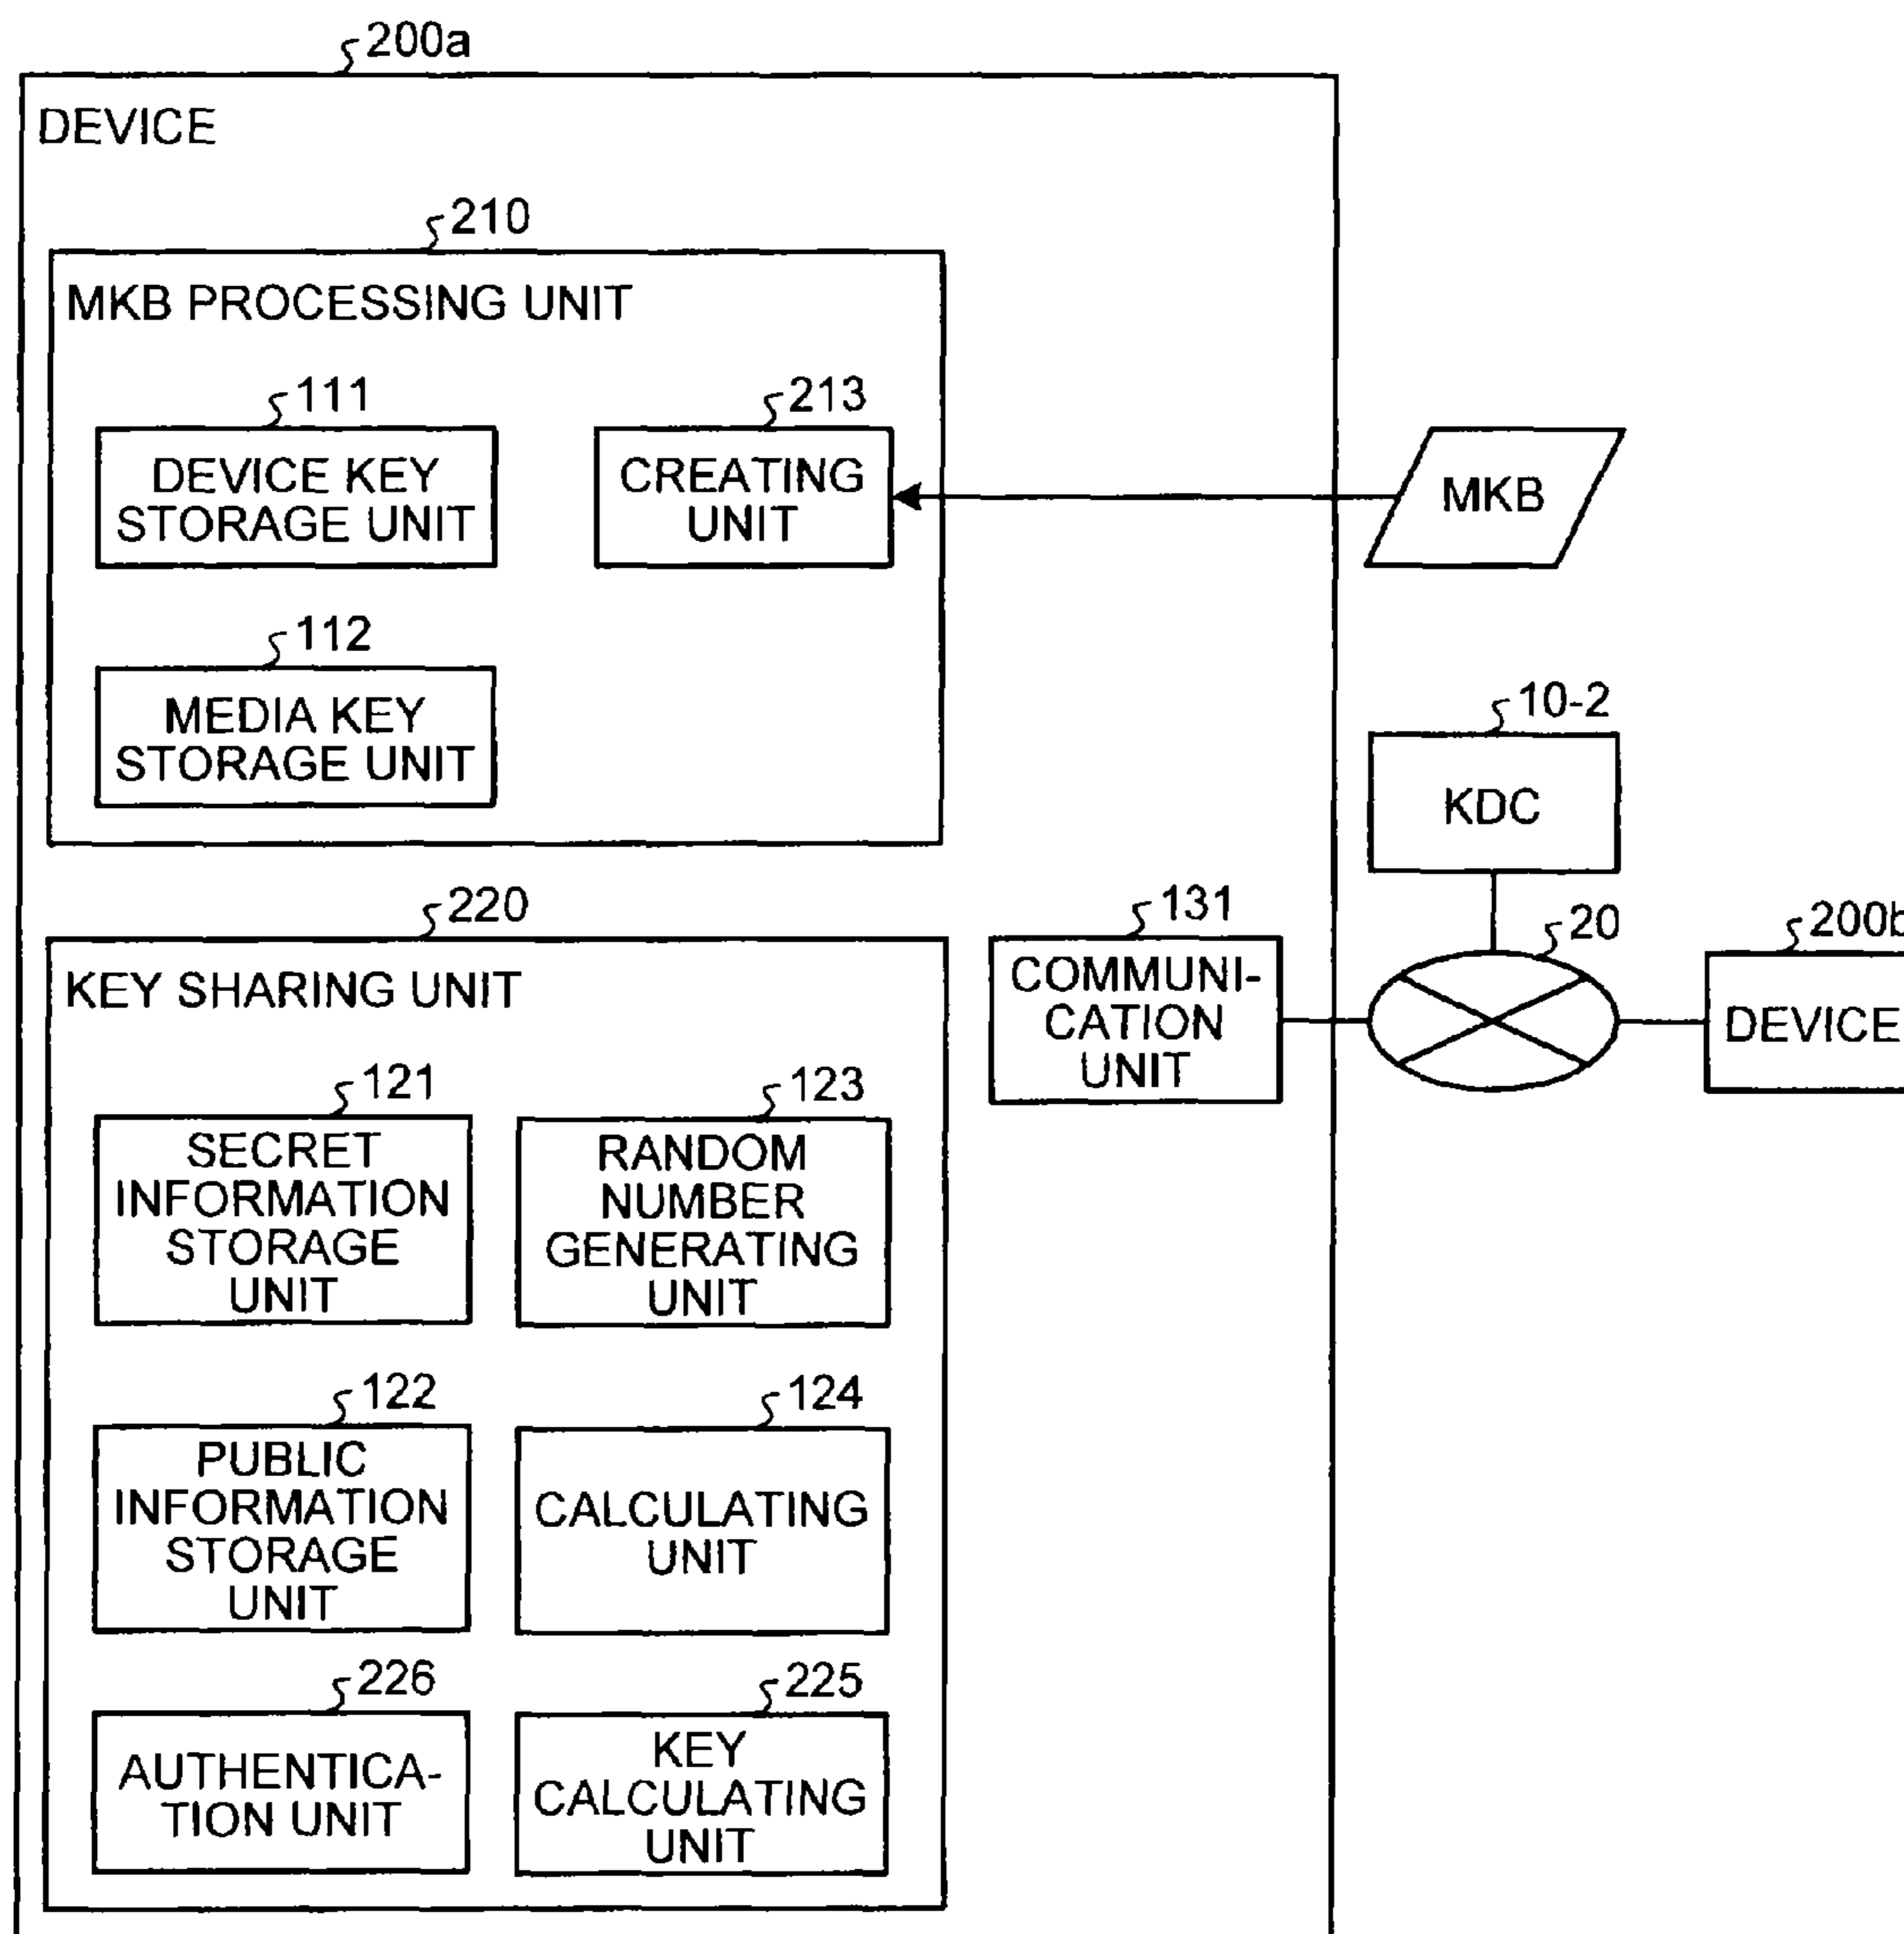 200a
DEVICE
210
MKB PROCESSING UNIT
111
DEVICE KEY
STORAGE UNIT
213
CREATING
UNIT
MKB
112
MEDIA KEY
STORAGE UNIT
10-2
KDC
220
KEY SHARING UNIT
131
COMMUNI-
CATION
UNIT
20
200b
DEVICE
121
SECRET
INFORMATION
STORAGE
UNIT
123
RANDOM
NUMBER
GENERATING
UNIT
122
PUBLIC
INFORMATION
STORAGE
UNIT
124
CALCULATING
UNIT
226
AUTHENTICA-
TION UNIT
225
KEY
CALCULATING
UNIT